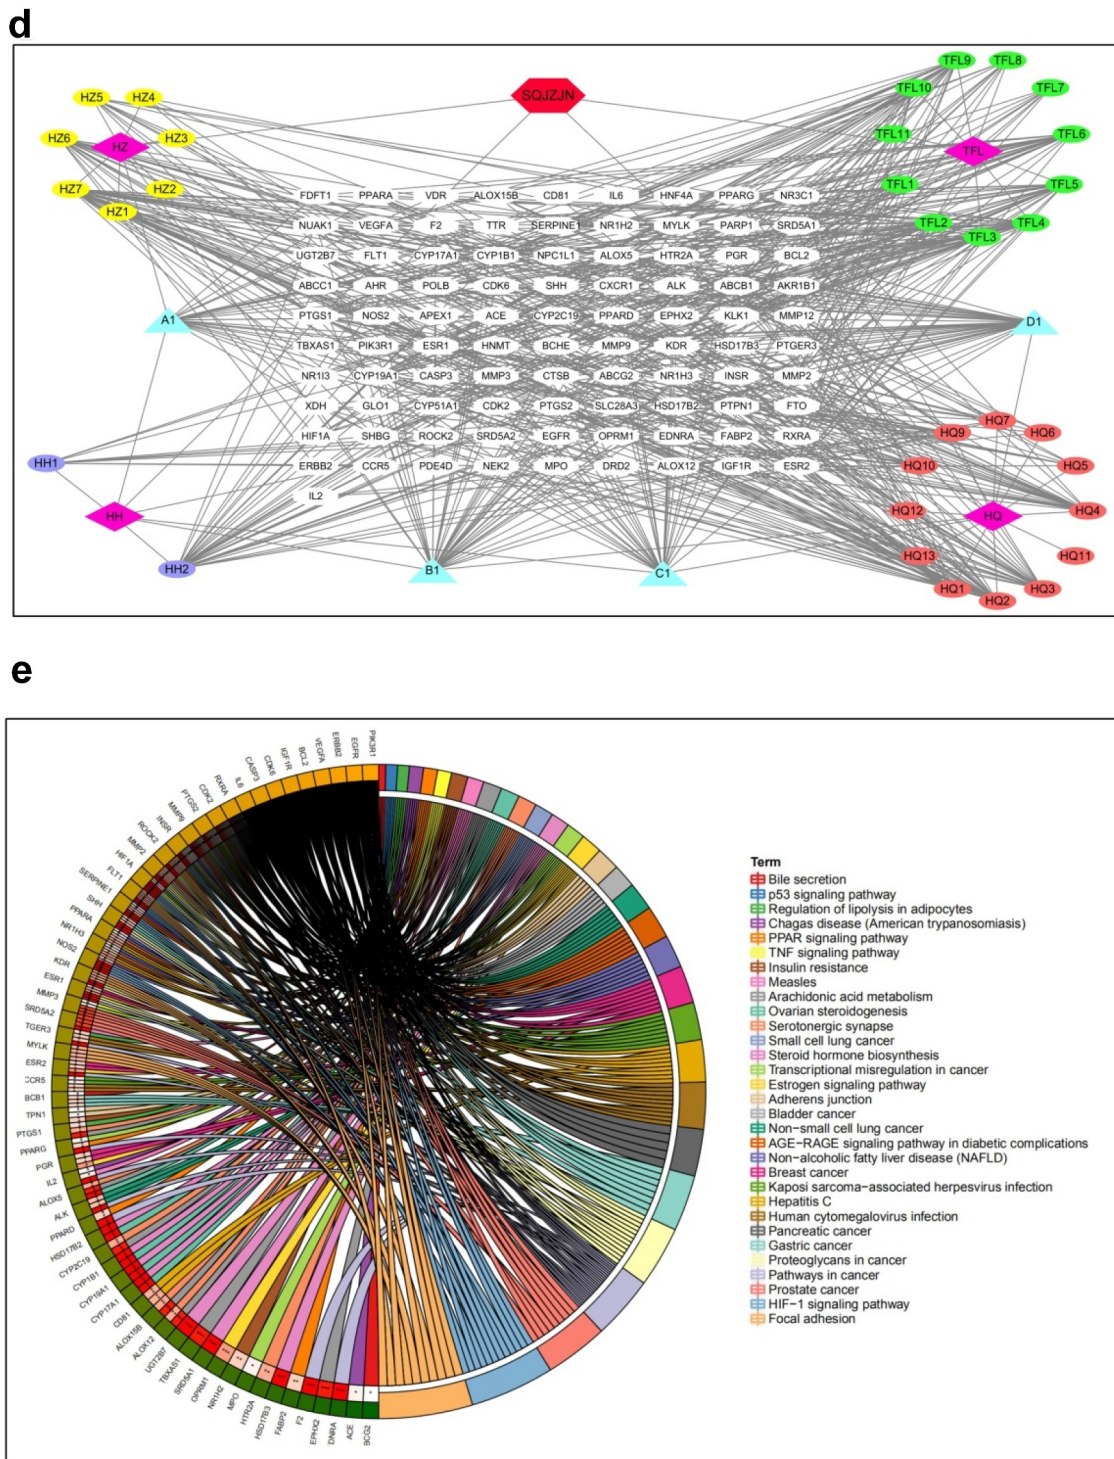 d
SQJZJN
HZ5 HZ4
HZ6 HZ3
HZ
HZ7 HZ2
HZ1
TFL9 TFL8
TFL10 TFL7
TFL11 TFL6
TFL
TFL1 TFL5
TFL2 TFL4
TFL3
FDFT1 PPARA VDR ALOX15B CD81 IL6 HNF4A PPARG NR3C1
NUAK1 VEGFA F2 TTR SERPINE1 NR1H2 MYLK PARP1 SRD5A1
UGT2B7 FLT1 CYP17A1 CYP1B1 NPC1L1 ALOX5 HTR2A PGR BCL2
ABCC1 AHR POLB CDK6 SHH CXCR1 ALK ABCB1 AKR1B1
PTGS1 NOS2 APEX1 ACE CYP2C19 PPARD EPHX2 KLK1 MMP12
TBXAS1 PIK3R1 ESR1 HNMT BCHE MMP9 KDR HSD17B3 PTGER3
NR1I3 CYP19A1 CASP3 MMP3 CTSB ABCG2 NR1H3 INSR MMP2
XDH GLO1 CYP51A1 CDK2 PTGS2 SLC28A3 HSD17B2 PTPN1 FTO
HIF1A SHBG ROCK2 SRD5A2 EGFR OPRM1 EDNRA FABP2 RXRA
ERBB2 CCR5 PDE4D NEK2 MPO DRD2 ALOX12 IGF1R ESR2
IL2
A1
D1
HH1
HH
HH2
B1
C1
HQ7
HQ9 HQ6
HQ10 HQ5
HQ12 HQ4
HQ
HQ13 HQ11
HQ1 HQ3
HQ2
e
PIK3R1
EGFR
ERBB2
VEGFA
BCL2
IGF1R
CDK6
CASP3
IL6
RXRA
CDK2
PTGS2
MMP9
INSR
ROCK2
MMP2
HIF1A
FLT1
SERPINE1
SHH
PPARA
NR1H3
NOS2
KDR
ESR1
MMP3
SRD5A2
TGER3
MYLK
ESR2
CCR5
BCB1
TPN1
PTGS1
PPARG
PGR
IL2
ALOX5
ALK
PPARD
HSD17B2
CYP2C19
CYP1B1
CYP19A1
CYP17A1
CD81
ALOX15B
ALOX12
UGT2B7
TBXAS1
SRD5A1
OPRM1
NR1H2
MPO
HTR2A
HSD17B3
FABP2
F2
EPHX2
DNRA
ACE
BCG2
Term
Bile secretion
p53 signaling pathway
Regulation of lipolysis in adipocytes
Chagas disease (American trypanosomiasis)
PPAR signaling pathway
TNF signaling pathway
Insulin resistance
Measles
Arachidonic acid metabolism
Ovarian steroidogenesis
Serotonergic synapse
Small cell lung cancer
Steroid hormone biosynthesis
Transcriptional misregulation in cancer
Estrogen signaling pathway
Adherens junction
Bladder cancer
Non−small cell lung cancer
AGE−RAGE signaling pathway in diabetic complications
Non−alcoholic fatty liver disease (NAFLD)
Breast cancer
Kaposi sarcoma−associated herpesvirus infection
Hepatitis C
Human cytomegalovirus infection
Pancreatic cancer
Gastric cancer
Proteoglycans in cancer
Pathways in cancer
Prostate cancer
HIF−1 signaling pathway
Focal adhesion